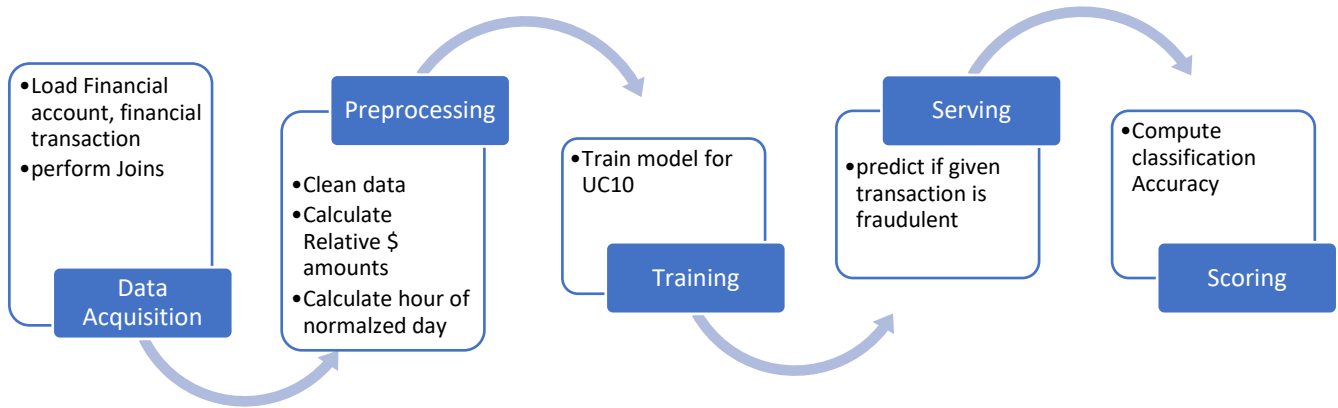 •Load Financial
account, financial
transaction
•perform Joins
Data
Acquisition
Preprocessing
•Clean data
•Calculate
Relative $
amounts
•Calculate hour of
normalzed day
•Train model for
UC10
Training
Serving
•predict if given
transaction is
fraudulent
•Compute
classification
Accuracy
Scoring